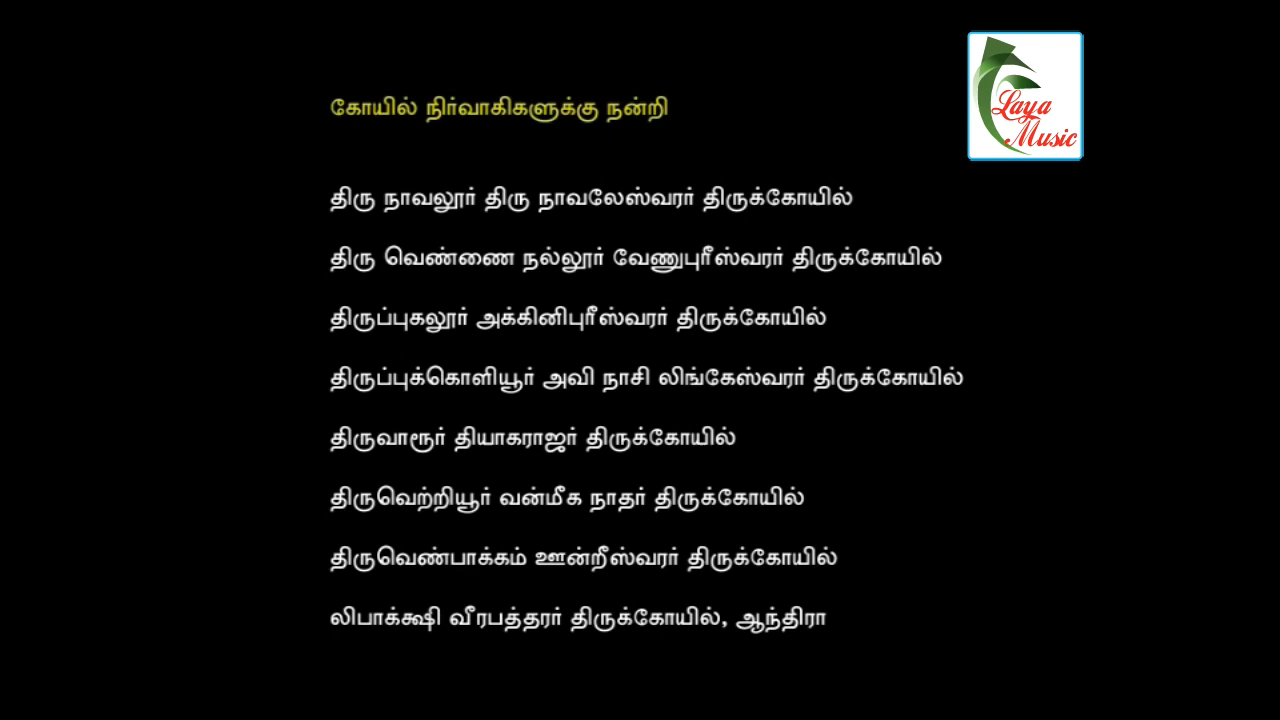 Laya
Music
கோயில் நிர்வாகிகளுக்கு நன்றி
திரு நாவலூர் திரு நாவலேஸ்வரர் திருக்கோயில்
திரு வெண்ணை நல்லூர் வேணுபுரீஸ்வரர் திருக்கோயில்
திருப்புகலூர் அக்கினிபுரீஸ்வரர் திருக்கோயில்
திருப்புக்கொளியூர் அவி நாசி லிங்கேஸ்வரர் திருக்கோயில்
திருவாரூர் தியாகராஜர் திருக்கோயில்
திருவெற்றியூர் வன்மீக நாதர் திருக்கோயில்
திருவெண்பாக்கம் ஊன்றீஸ்வரர் திருக்கோயில்
லிபாக்க்ஷி வீரபத்தரர் திருக்கோயில், ஆந்திரா